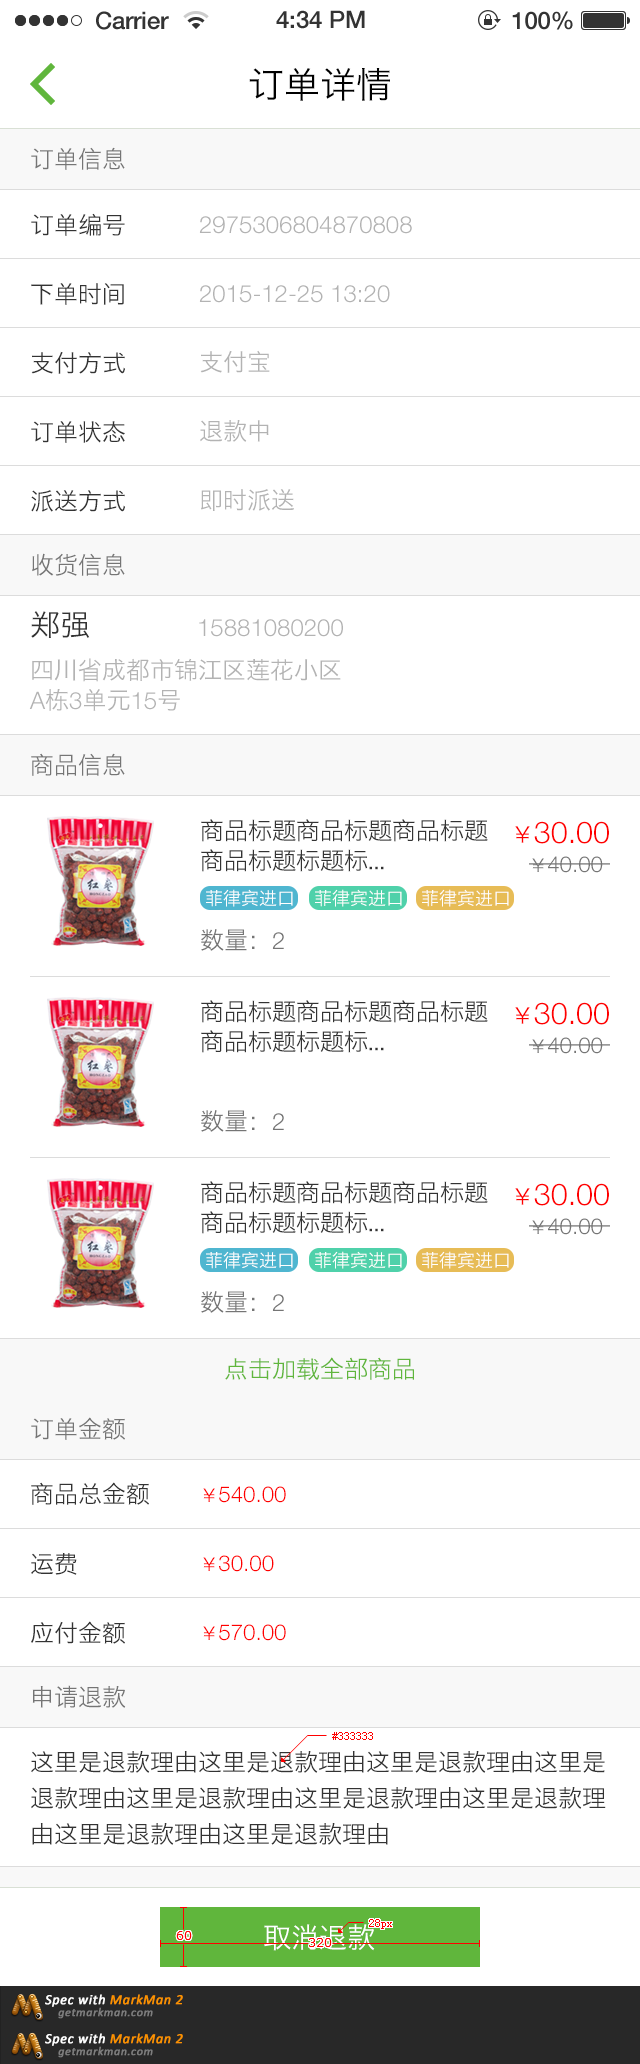 Carrier 4:34 PM 100%
订单详情
订单信息
订单编号 2975306804870808
下单时间 2015-12-25 13:20
支付方式 支付宝
订单状态 退款中
派送方式 即时派送
收货信息
郑强 15881080200
四川省成都市锦江区莲花小区
A栋3单元15号
商品信息
商品标题商品标题商品标题 ￥30.00
商品标题标题标... ￥40.00
菲律宾进口 菲律宾进口 菲律宾进口
数量：2
红枣
商品标题商品标题商品标题 ￥30.00
商品标题标题标... ￥40.00
数量：2
红枣
商品标题商品标题商品标题 ￥30.00
商品标题标题标... ￥40.00
菲律宾进口 菲律宾进口 菲律宾进口
数量：2
红枣
点击加载全部商品
订单金额
商品总金额 ￥540.00
运费 ￥30.00
应付金额 ￥570.00
申请退款
#333333
这里是退款理由这里是退款理由这里是退款理由这里是
退款理由这里是退款理由这里是退款理由这里是退款理
由这里是退款理由这里是退款理由
取消退款
60
28px
320
Spec with MarkMan 2
getmarkman.com
Spec with MarkMan 2
getmarkman.com